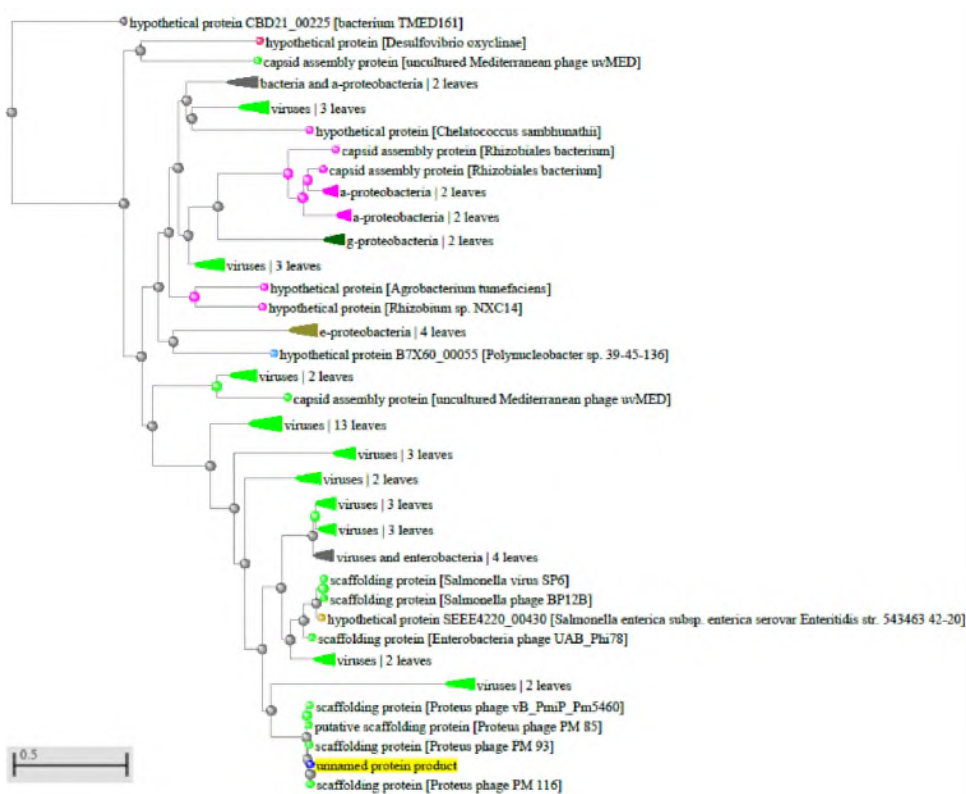 hypothetical protein CBD21_00225 [bacterium TMED161]
hypothetical protein [Desulfovibrio oxyclinae]
capsid assembly protein [uncultured Mediterranean phage uvMED]
bacteria and a-proteobacteria | 2 leaves
viruses | 3 leaves
hypothetical protein [Chelatococcus sambhunathii]
capsid assembly protein [Rhizobiales bacterium]
capsid assembly protein [Rhizobiales bacterium]
a-proteobacteria | 2 leaves
a-proteobacteria | 2 leaves
g-proteobacteria | 2 leaves
viruses | 3 leaves
hypothetical protein [Agrobacterium tumefaciens]
hypothetical protein [Rhizobium sp. NXC14]
e-proteobacteria | 4 leaves
hypothetical protein B7X60_00055 [Polynucleobacter sp. 39-45-136]
viruses | 2 leaves
capsid assembly protein [uncultured Mediterranean phage uvMED]
viruses | 13 leaves
viruses | 3 leaves
viruses | 2 leaves
viruses | 3 leaves
viruses | 3 leaves
viruses and enterobacteria | 4 leaves
scaffolding protein [Salmonella virus SP6]
scaffolding protein [Salmonella phage BP12B]
hypothetical protein SEEE4220_00430 [Salmonella enterica subsp. enterica serovar Enteritidis str. 543463 42-20]
scaffolding protein [Enterobacteria phage UAB_Phi78]
viruses | 2 leaves
viruses | 2 leaves
scaffolding protein [Proteus phage vB_PmiP_Pm5460]
putative scaffolding protein [Proteus phage PM 85]
scaffolding protein [Proteus phage PM 93]
unnamed protein product
scaffolding protein [Proteus phage PM 116]
0.5